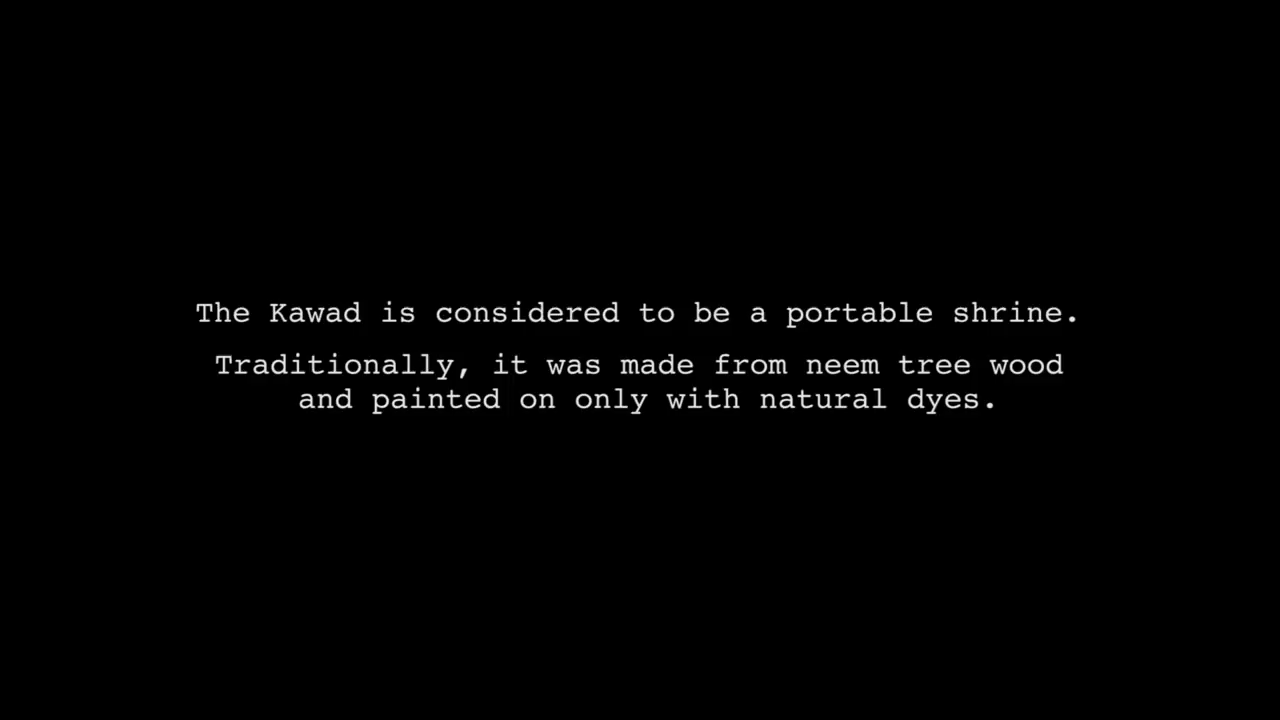 The Kawad is considered to be a portable shrine.
Traditionally, it was made from neem tree wood
and painted on only with natural dyes.